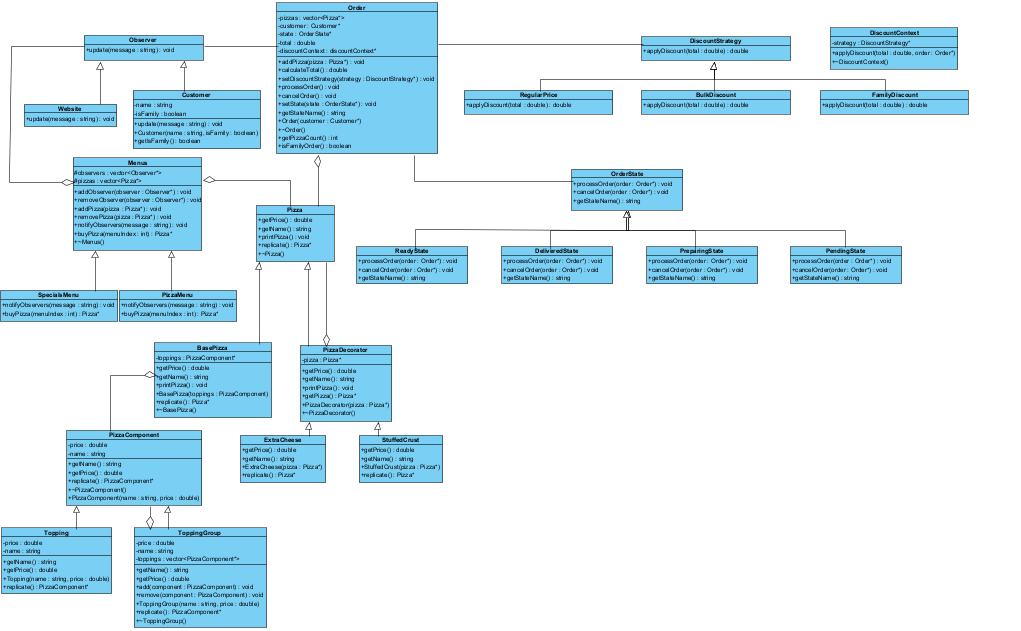 Order
-pizzas : vector<Pizza*>
-customer : Customer*
-state : OrderState*
-total : double
-discountContext : discountContext*
+addPizza(pizza : Pizza*) : void
+calculateTotal() : double
+setDiscountStrategy(strategy : DiscountStrategy*) : void
+processOrder() : void
+cancelOrder() : void
+setState(state : OrderState*) : void
+getStateName() : string
+Order(customer : Customer*)
+~Order()
+getPizzaCount() : int
+isFamilyOrder() : boolean
Observer
+update(message : string) : void
Website
+update(message : string) : void
Customer
-name : string
-isFamily : boolean
+update(message : string) : void
+Customer(name : string, isFamily : boolean)
+getIsFamily() : boolean
DiscountStrategy
+applyDiscount(total : double) : double
DiscountContext
-strategy : DiscountStrategy*
+applyDiscount(total : double, order : Order*)
+~DiscountContext()
RegularPrice
+applyDiscount(total : double) : double
BulkDiscount
+applyDiscount(total : double) : double
FamilyDiscount
+applyDiscount(total : double) : double
Menus
#observers : vector<Observer*>
#pizzas : vector<Pizza*>
+addObserver(observer : Observer*) : void
+removeObserver(observer : Observer*) : void
+addPizza(pizza : Pizza*) : void
+removePizza(pizza : Pizza*) : void
+notifyObservers(message : string) : void
+buyPizza(menuIndex : int) : Pizza*
+~Menus()
OrderState
+processOrder(order : Order*) : void
+cancelOrder(order : Order*) : void
+getStateName() : string
Pizza
+getPrice() : double
+getName() : string
+printPizza() : void
+replicate() : Pizza*
+~Pizza()
ReadyState
+processOrder(order : Order*) : void
+cancelOrder(order : Order*) : void
+getStateName() : string
DeliveredState
+processOrder(order : Order*) : void
+cancelOrder(order : Order*) : void
+getStateName() : string
PreparingState
+processOrder(order : Order*) : void
+cancelOrder(order : Order*) : void
+getStateName() : string
PendingState
+processOrder(order : Order*) : void
+cancelOrder(order : Order*) : void
+getStateName() : string
SpecialsMenu
+notifyObservers(message : string) : void
+buyPizza(menuIndex : int) : Pizza*
PizzaMenu
+notifyObservers(message : string) : void
+buyPizza(menuIndex : int) : Pizza*
BasePizza
-toppings : PizzaComponent*
+getPrice() : double
+getName() : string
+printPizza() : void
+BasePizza(toppings : PizzaComponent)
+replicate() : Pizza*
+~BasePizza()
PizzaDecorator
-pizza : Pizza*
+getPrice() : double
+getName() : string
+printPizza() : void
+getPizza() : Pizza*
+PizzaDecorator(pizza : Pizza*)
+~PizzaDecorator()
PizzaComponent
-price : double
-name : string
+getName() : string
+getPrice() : double
+replicate() : PizzaComponent*
+~PizzaComponent()
+PizzaComponent(name : string, price : double)
ExtraCheese
+getPrice() : double
+getName() : string
+ExtraCheese(pizza : Pizza*)
+replicate() : Pizza*
StuffedCrust
+getPrice() : double
+getName() : string
+StuffedCrust(pizza : Pizza*)
+replicate() : Pizza*
Topping
-price : double
-name : string
+getName() : string
+getPrice() : double
+Topping(name : string, price : double)
+replicate() : PizzaComponent*
ToppingGroup
-price : double
-name : string
-toppings : vector<PizzaComponent*>
+getName() : string
+getPrice() : double
+add(component : PizzaComponent) : void
+remove(component : PizzaComponent) : void
+ToppingGroup(name : string, price : double)
+replicate() : PizzaComponent*
+~ToppingGroup()